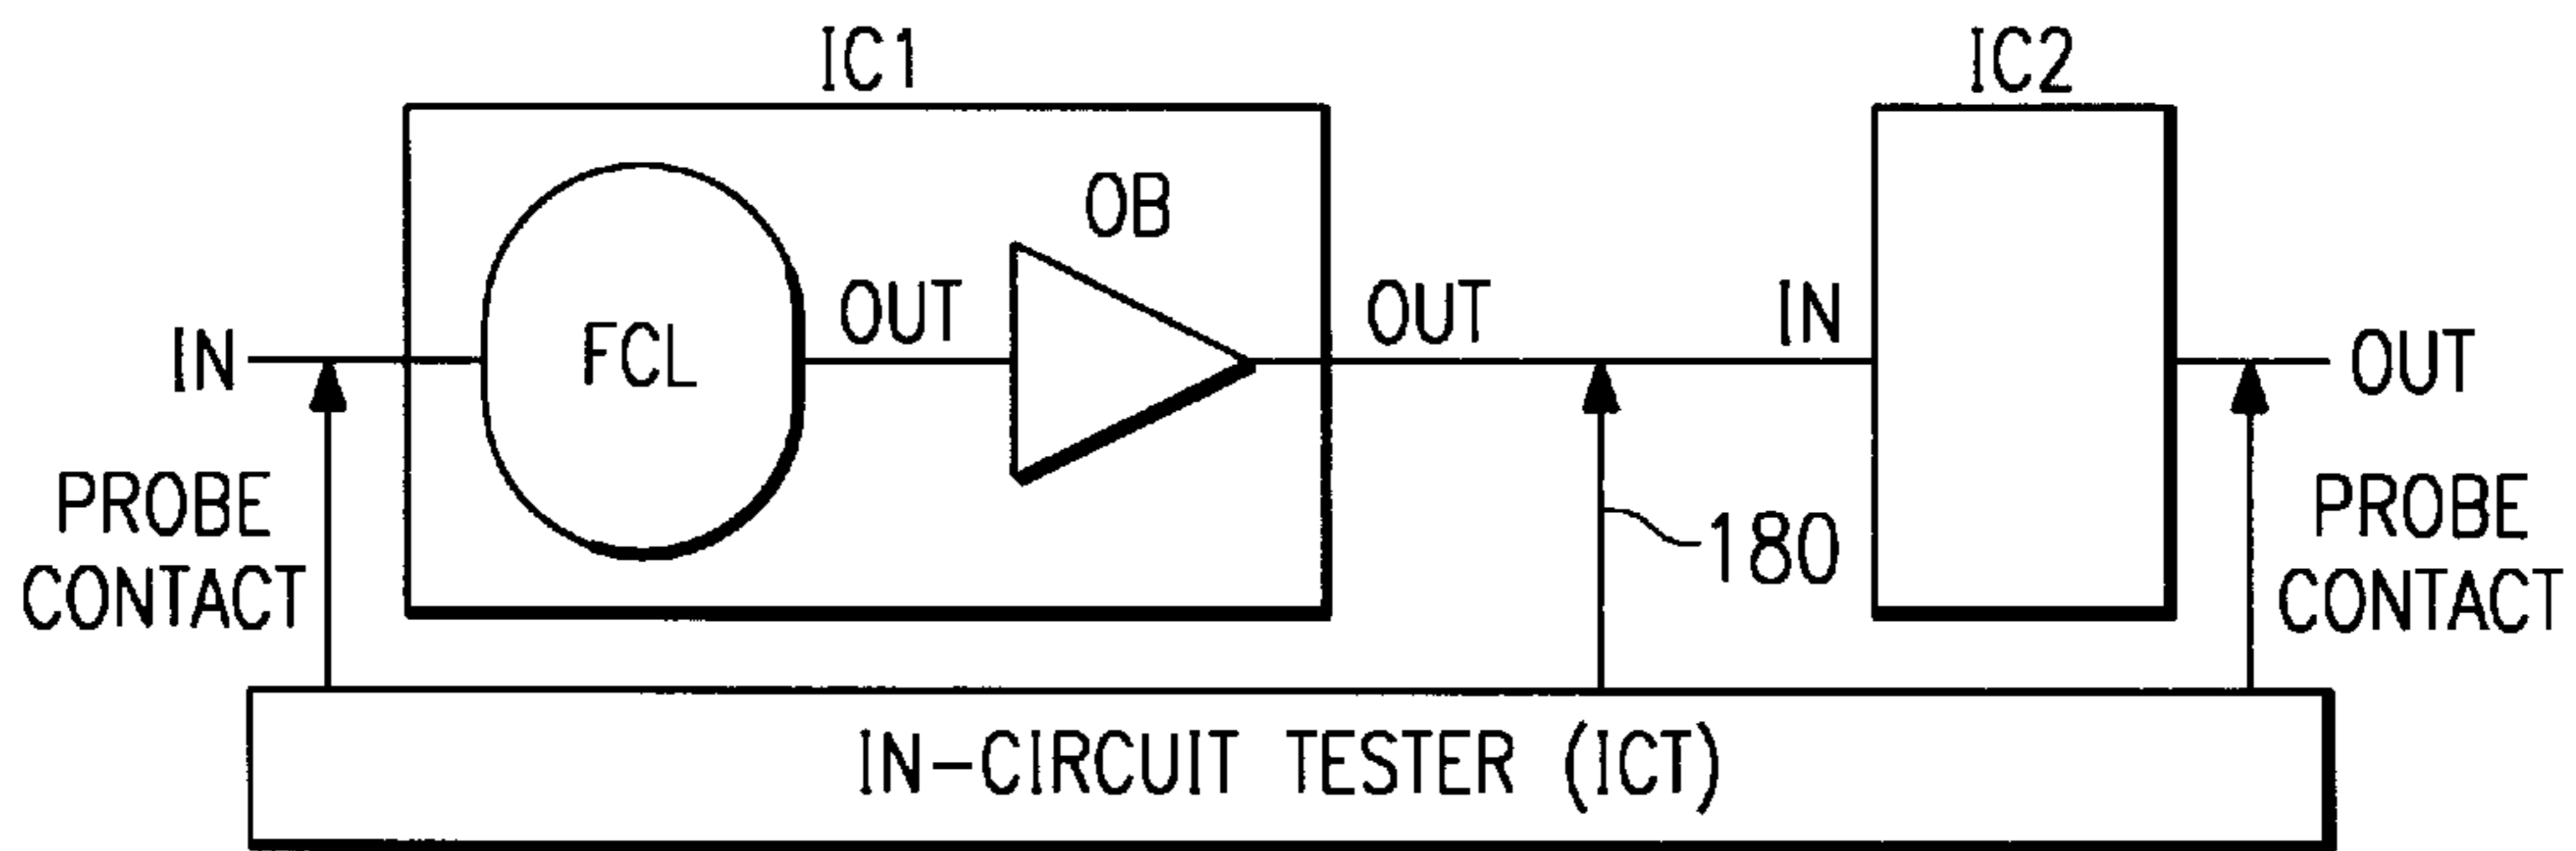 IC1
IC2
OB
IN
FCL
OUT
OUT
IN
OUT
PROBE
CONTACT
180
PROBE
CONTACT
IN-CIRCUIT TESTER (ICT)